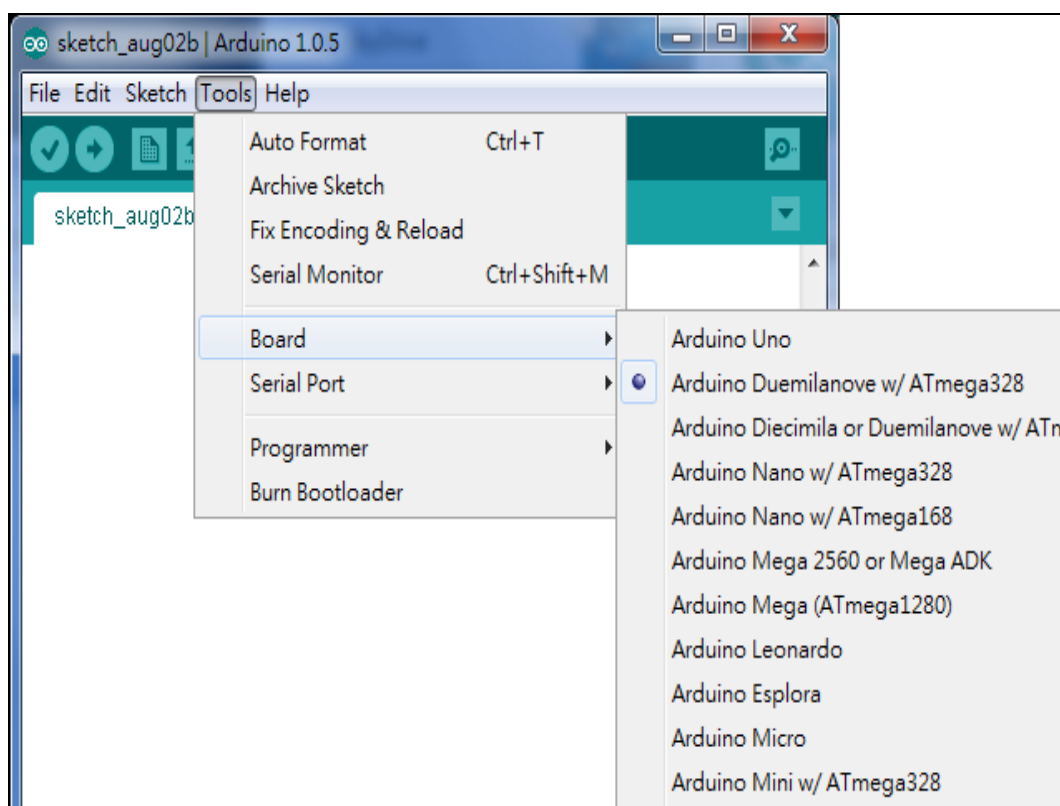 sketch_aug02b | Arduino 1.0.5
File Edit Sketch Tools Help
sketch_aug02b
Auto Format Ctrl+T
Archive Sketch
Fix Encoding & Reload
Serial Monitor Ctrl+Shift+M
Board
Serial Port
Programmer
Burn Bootloader
Arduino Uno
Arduino Duemilanove w/ ATmega328
Arduino Diecimila or Duemilanove w/
Arduino Nano w/ ATmega328
Arduino Nano w/ ATmega168
Arduino Mega 2560 or Mega ADK
Arduino Mega (ATmega1280)
Arduino Leonardo
Arduino Esplora
Arduino Micro
Arduino Mini w/ ATmega328